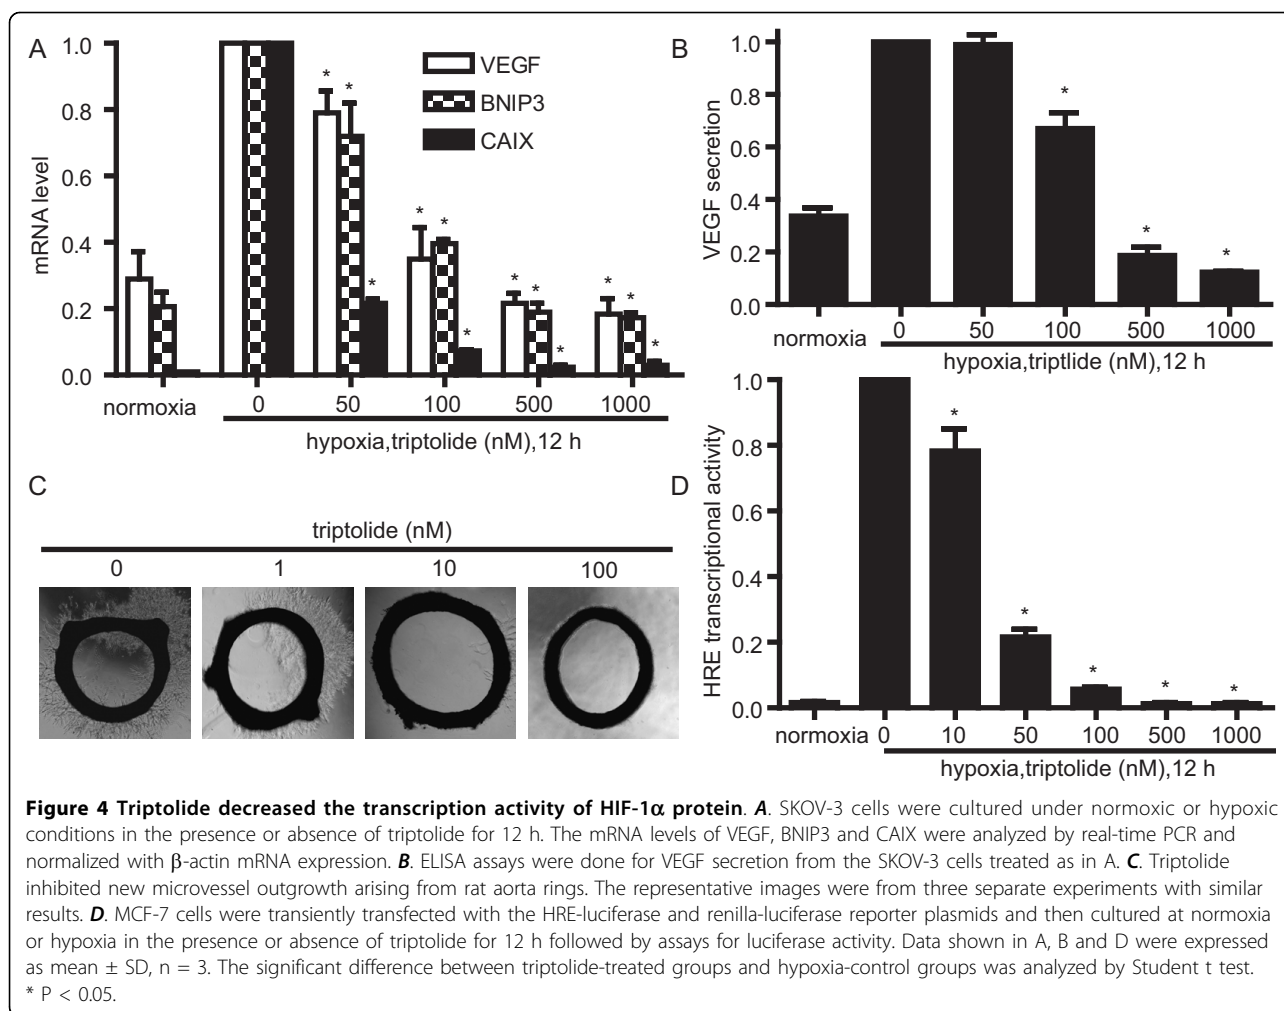 A
1.0
0.8
0.6
0.4
0.2
0.0
mRNA level
VEGF
BNIP3
CAIX
* * * * * * * * * * * *
normoxia 0 50 100 500 1000
hypoxia,triptolide (nM),12 h
B
1.0
0.8
0.6
0.4
0.2
0.0
VEGF secretion
* * *
normoxia 0 50 100 500 1000
hypoxia,triptlide (nM),12 h
C
triptolide (nM)
0 1 10 100
D
1.0
0.8
0.6
0.4
0.2
0.0
HRE transcriptional activity
* * * * *
normoxia 0 10 50 100 500 1000
hypoxia,triptolide (nM),12 h
Figure 4 Triptolide decreased the transcription activity of HIF-1α protein. A. SKOV-3 cells were cultured under normoxic or hypoxic
conditions in the presence or absence of triptolide for 12 h. The mRNA levels of VEGF, BNIP3 and CAIX were analyzed by real-time PCR and
normalized with β-actin mRNA expression. B. ELISA assays were done for VEGF secretion from the SKOV-3 cells treated as in A. C. Triptolide
inhibited new microvessel outgrowth arising from rat aorta rings. The representative images were from three separate experiments with similar
results. D. MCF-7 cells were transiently transfected with the HRE-luciferase and renilla-luciferase reporter plasmids and then cultured at normoxia
or hypoxia in the presence or absence of triptolide for 12 h followed by assays for luciferase activity. Data shown in A, B and D were expressed
as mean ± SD, n = 3. The significant difference between triptolide-treated groups and hypoxia-control groups was analyzed by Student t test.
* P < 0.05.